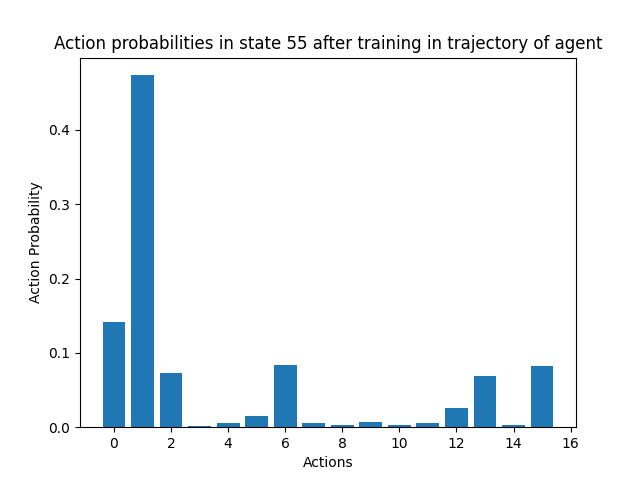 Action probabilities in state 55 after training in trajectory of agent
Action Probability
0.4
0.3
0.2
0.1
0.0
0 2 4 6 8 10 12 14 16
Actions